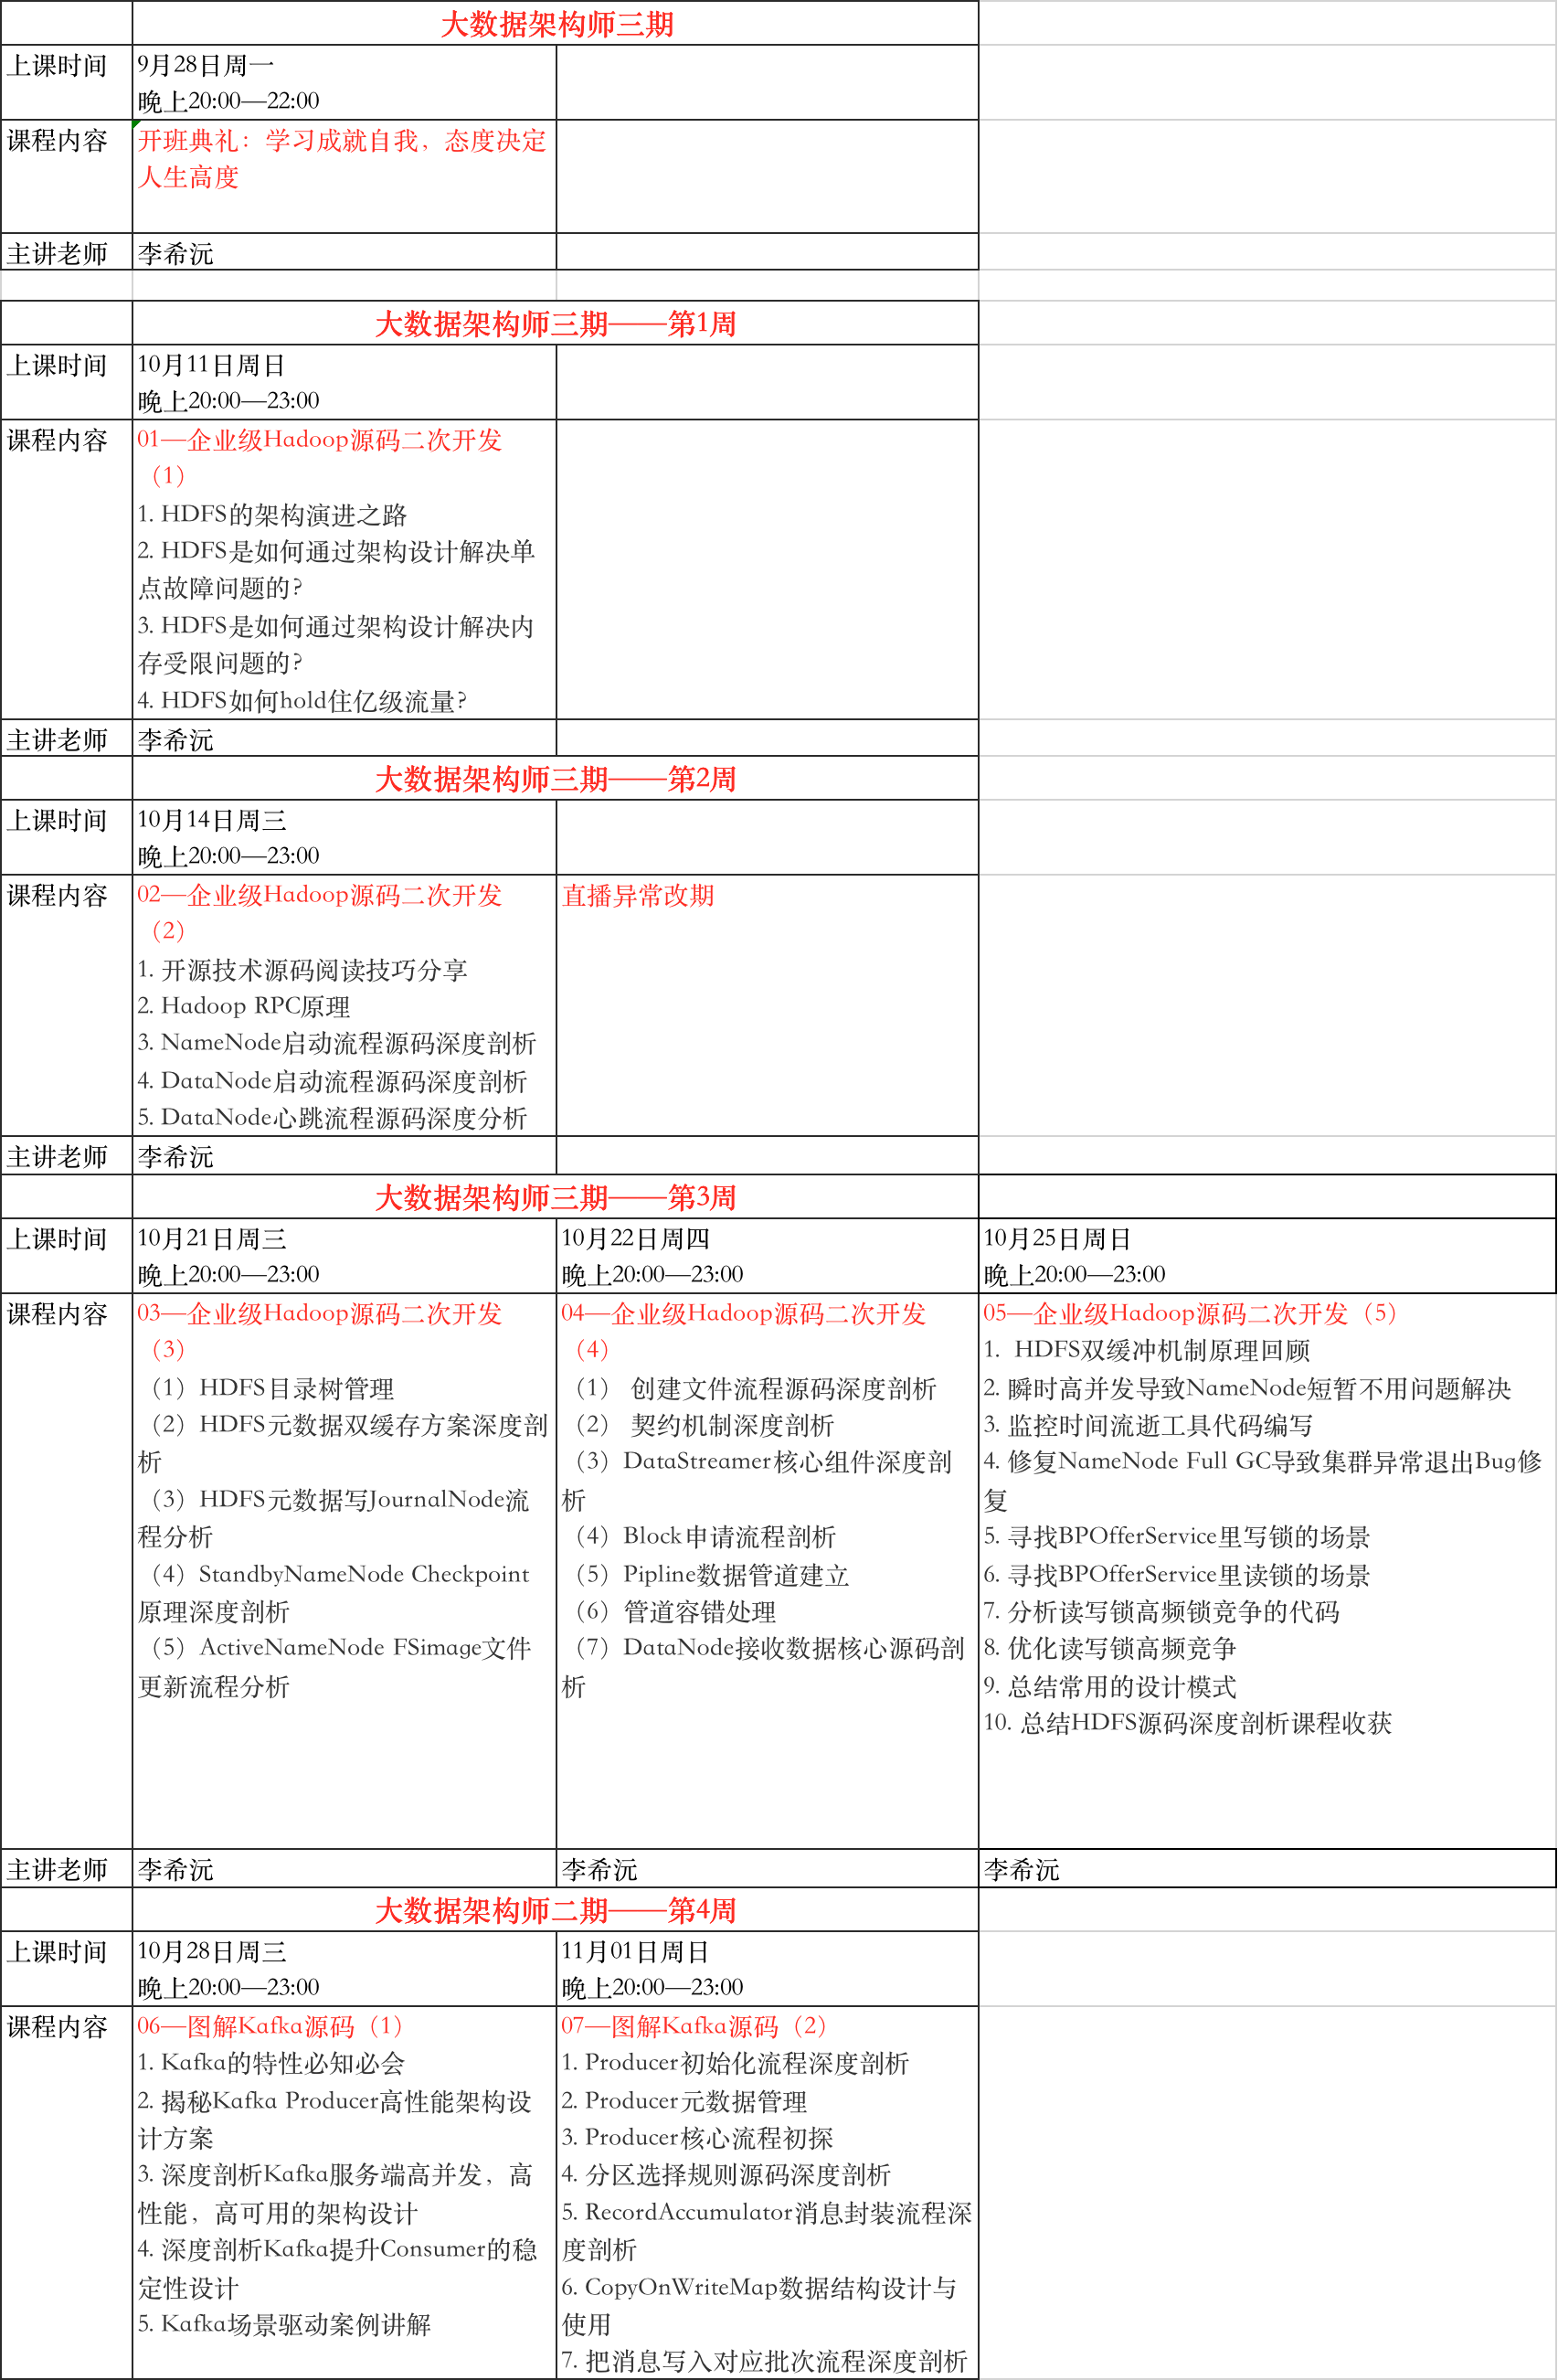 大数据架构师三期
上课时间
9月28日周一
晚上20:00—22:00
课程内容
开班典礼：学习成就自我，态度决定
人生高度
主讲老师
李希沅
大数据架构师三期——第1周
上课时间
10月11日周日
晚上20:00—23:00
课程内容
01—企业级Hadoop源码二次开发
（1）
1. HDFS的架构演进之路
2. HDFS是如何通过架构设计解决单
点故障问题的?
3. HDFS是如何通过架构设计解决内
存受限问题的?
4. HDFS如何hold住亿级流量?
主讲老师
李希沅
大数据架构师三期——第2周
上课时间
10月14日周三
晚上20:00—23:00
课程内容
02—企业级Hadoop源码二次开发
（2）
1. 开源技术源码阅读技巧分享
2. Hadoop RPC原理
3. NameNode启动流程源码深度剖析
4. DataNode启动流程源码深度剖析
5. DataNode心跳流程源码深度分析
直播异常改期
主讲老师
李希沅
大数据架构师三期——第3周
上课时间
10月21日周三
晚上20:00—23:00
10月22日周四
晚上20:00—23:00
10月25日周日
晚上20:00—23:00
课程内容
03—企业级Hadoop源码二次开发
（3）
（1）HDFS目录树管理
（2）HDFS元数据双缓存方案深度剖
析
（3）HDFS元数据写JournalNode流
程分析
（4）StandbyNameNode Checkpoint
原理深度剖析
（5）ActiveNameNode FSimage文件
更新流程分析
04—企业级Hadoop源码二次开发
（4）
（1） 创建文件流程源码深度剖析
（2） 契约机制深度剖析
（3）DataStreamer核心组件深度剖
析
（4）Block申请流程剖析
（5）Pipline数据管道建立
（6）管道容错处理
（7）DataNode接收数据核心源码剖
析
05—企业级Hadoop源码二次开发（5）
1.  HDFS双缓冲机制原理回顾
2. 瞬时高并发导致NameNode短暂不用问题解决
3. 监控时间流逝工具代码编写
4. 修复NameNode Full GC导致集群异常退出Bug修
复
5. 寻找BPOfferService里写锁的场景
6. 寻找BPOfferService里读锁的场景
7. 分析读写锁高频锁竞争的代码
8. 优化读写锁高频竞争
9. 总结常用的设计模式
10. 总结HDFS源码深度剖析课程收获
主讲老师
李希沅
李希沅
李希沅
大数据架构师二期——第4周
上课时间
10月28日周三
晚上20:00—23:00
11月01日周日
晚上20:00—23:00
课程内容
06—图解Kafka源码（1）
1. Kafka的特性必知必会
2. 揭秘Kafka Producer高性能架构设
计方案
3. 深度剖析Kafka服务端高并发，高
性能，高可用的架构设计
4. 深度剖析Kafka提升Consumer的稳
定性设计
5. Kafka场景驱动案例讲解
07—图解Kafka源码（2）
1. Producer初始化流程深度剖析
2. Producer元数据管理
3. Producer核心流程初探
4. 分区选择规则源码深度剖析
5. RecordAccumulator消息封装流程深
度剖析
6. CopyOnWriteMap数据结构设计与
使用
7. 把消息写入对应批次流程深度剖析